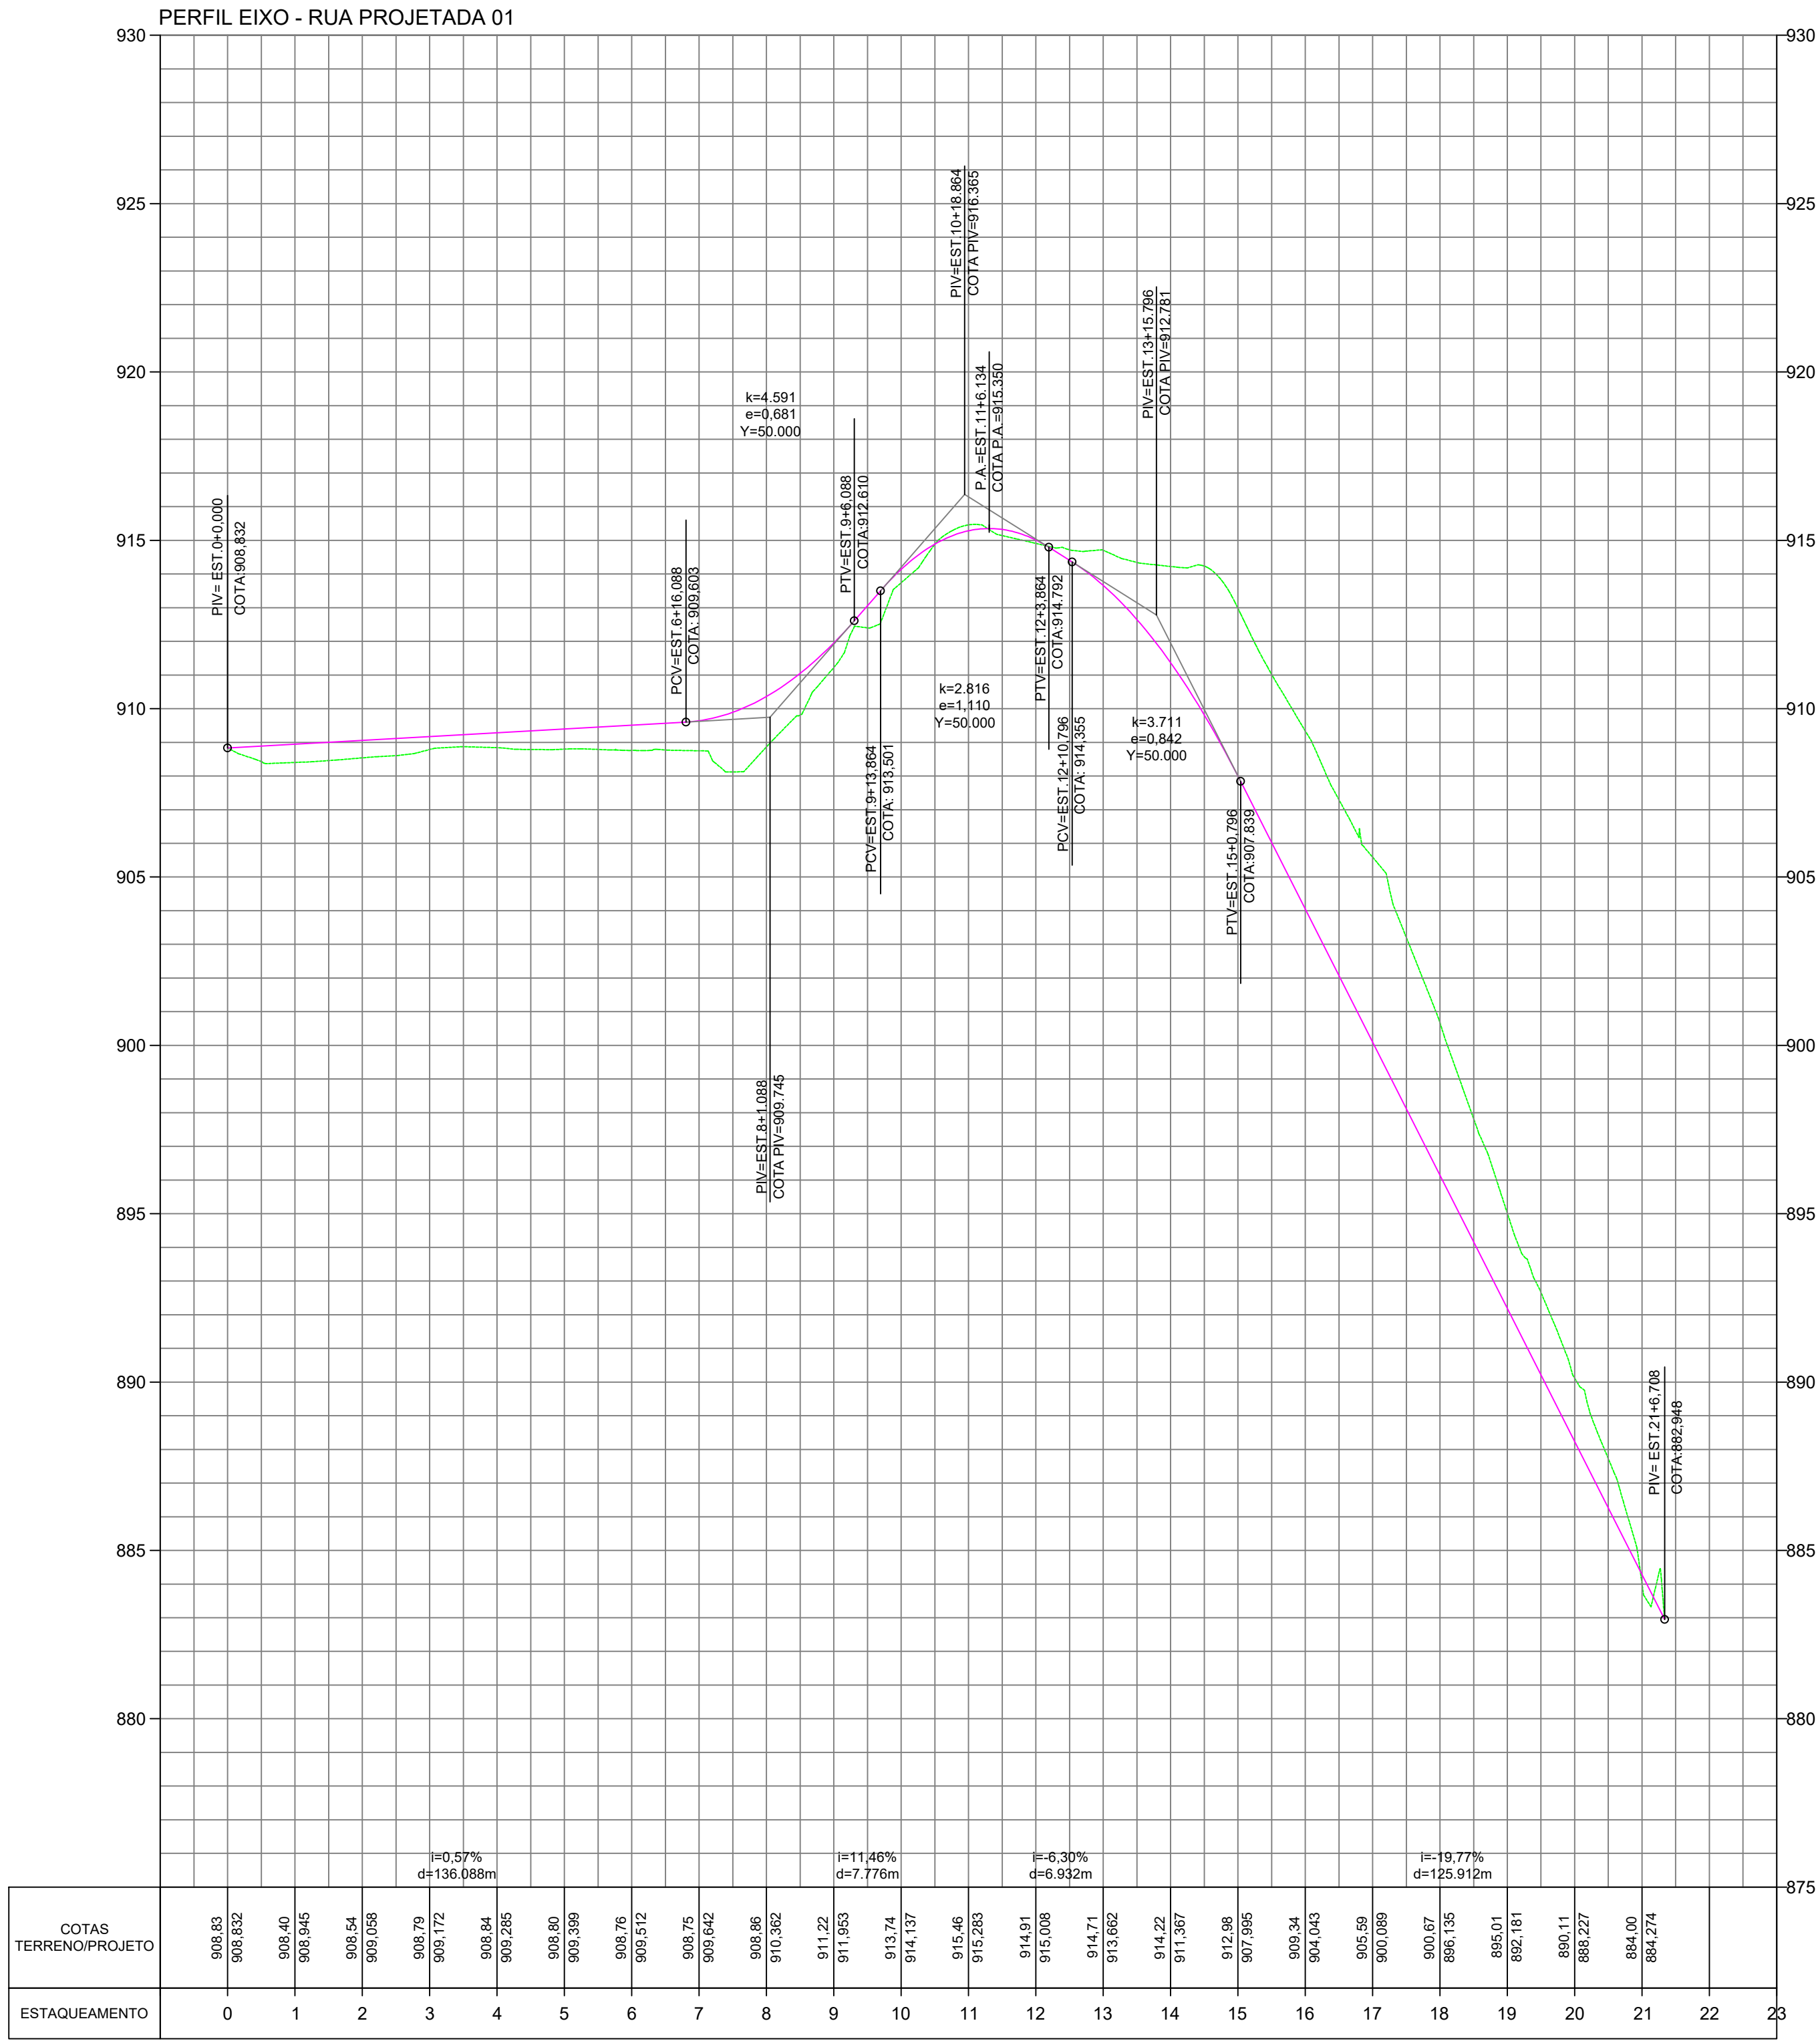 PERFIL EIXO - RUA PROJETADA 01
930
930
925
925
920
920
915
915
910
910
905
905
900
900
895
895
890
890
885
885
880
880
875
PIV= EST.0+0,000
COTA:908,832
PCV=EST.6+16,088
COTA: 909,603
k=4.591
e=0,681
Y=50.000
PIV=EST.8+1.088
COTA PIV=909.745
PTV=EST.9+6,088
COTA:912.610
PCV=EST.9+13,864
COTA: 913,501
PIV=EST.10+18.864
COTA PIV=916.365
k=2.816
e=1,110
Y=50.000
P.A.=EST.11+6.134
COTA P.A.=915.350
PTV=EST.12+3,864
COTA:914.792
PCV=EST.12+10,796
COTA: 914,355
PIV=EST.13+15.796
COTA PIV=912.781
k=3.711
e=0,842
Y=50.000
PTV=EST.15+0,796
COTA:907.839
PIV= EST.21+6,708
COTA:882,948
i=0,57%
d=136.088m
i=11,46%
d=7.776m
i=-6,30%
d=6.932m
i=-19,77%
d=125.912m
COTAS
TERRENO/PROJETO
908,83
908,832
908,40
908,945
908,54
909,058
908,79
909,172
908,84
909,285
908,80
909,399
908,76
909,512
908,75
909,642
908,86
910,362
911,22
911,953
913,74
914,137
915,46
915,283
914,91
915,008
914,71
913,662
914,22
911,367
912,98
907,995
909,34
904,043
905,59
900,089
900,67
896,135
895,01
892,181
890,11
888,227
884,00
884,274
ESTAQUEAMENTO
0 1 2 3 4 5 6 7 8 9 10 11 12 13 14 15 16 17 18 19 20 21 22 23